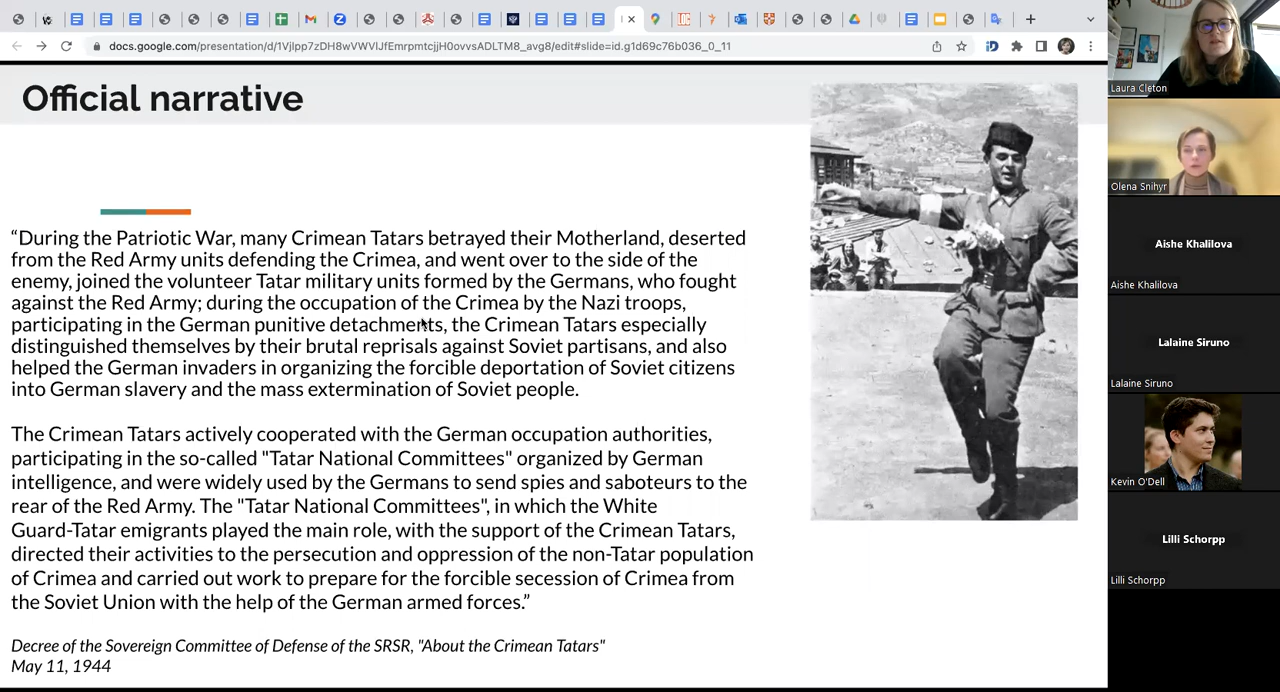 docs.google.com/presentation/d/1VjIpp7zDH8wVWVlJfEmrpmtcjjH0ovvsADLTM8_avg8/edit#slide=id.g1d69c76b036_0_11
Official narrative
“During the Patriotic War, many Crimean Tatars betrayed their Motherland, deserted
from the Red Army units defending the Crimea, and went over to the side of the
enemy, joined the volunteer Tatar military units formed by the Germans, who fought
against the Red Army; during the occupation of the Crimea by the Nazi troops,
participating in the German punitive detachments, the Crimean Tatars especially
distinguished themselves by their brutal reprisals against Soviet partisans, and also
helped the German invaders in organizing the forcible deportation of Soviet citizens
into German slavery and the mass extermination of Soviet people.
The Crimean Tatars actively cooperated with the German occupation authorities,
participating in the so-called "Tatar National Committees" organized by German
intelligence, and were widely used by the Germans to send spies and saboteurs to the
rear of the Red Army. The "Tatar National Committees", in which the White
Guard-Tatar emigrants played the main role, with the support of the Crimean Tatars,
directed their activities to the persecution and oppression of the non-Tatar population
of Crimea and carried out work to prepare for the forcible secession of Crimea from
the Soviet Union with the help of the German armed forces.”
Decree of the Sovereign Committee of Defense of the SRSR, "About the Crimean Tatars"
May 11, 1944
Laura Cleton
Olena Snihyr
Aishe Khalilova
Aishe Khalilova
Lalaine Siruno
Lalaine Siruno
Kevin O'Dell
Lilli Schorpp
Lilli Schorpp